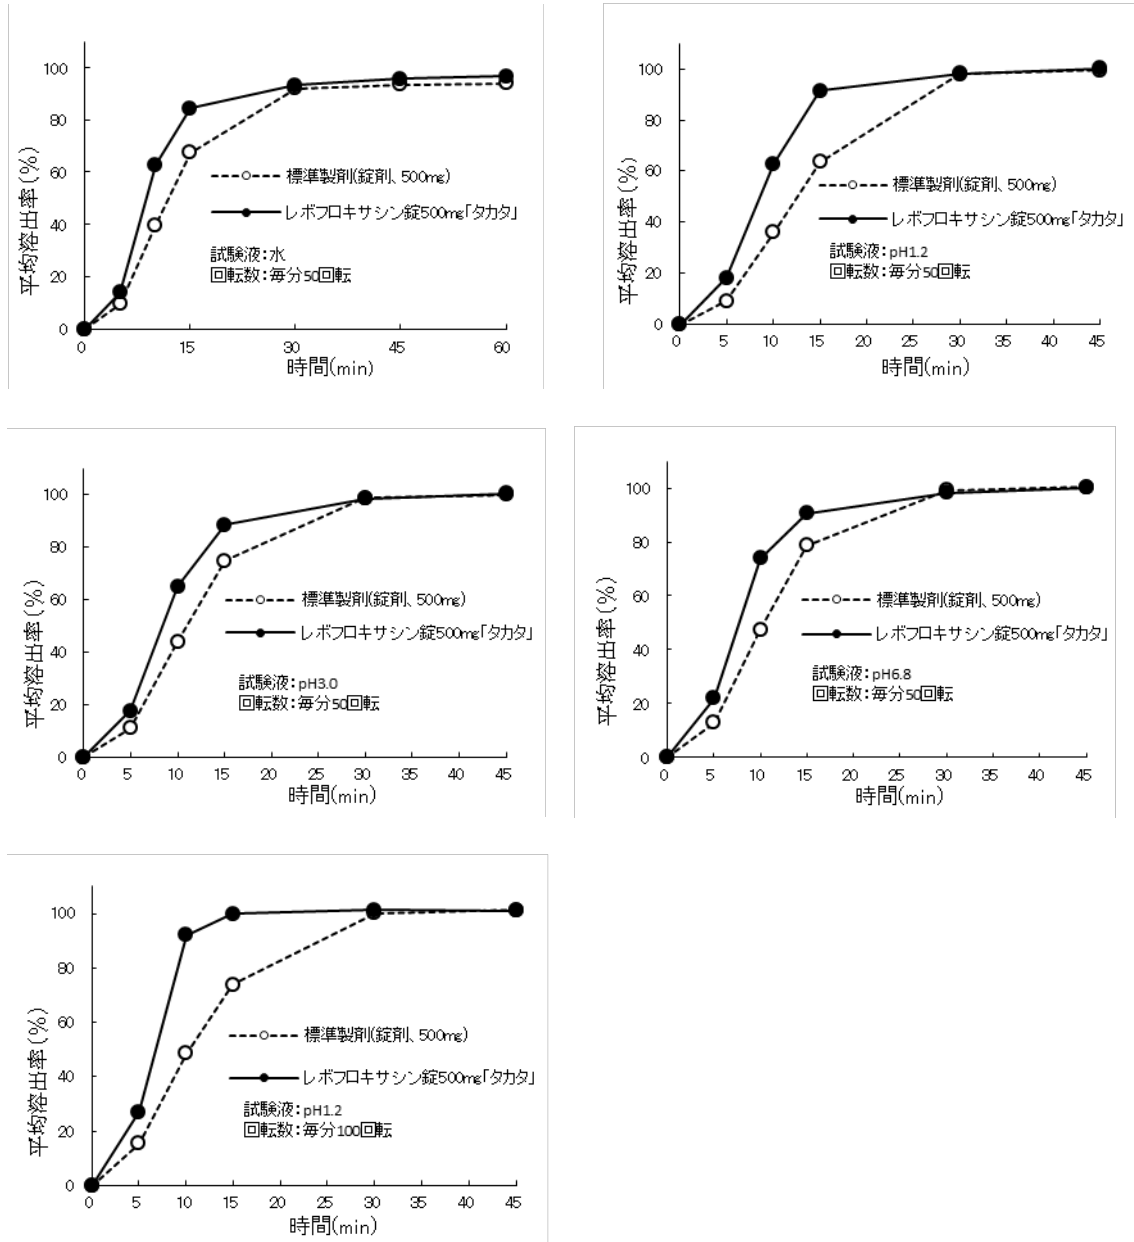 100
80
60
40
20
0
平均溶出率(%)
標準製剤(錠剤、500mg)
レボフロキサシン錠500mg「タカタ」
試験液:水
回転数:毎分50回転
0 15 30 45 60
時間(min)
100
80
60
40
20
0
平均溶出率(%)
標準製剤(錠剤、500mg)
レボフロキサシン錠500mg「タカタ」
試験液:pH1.2
回転数:毎分50回転
0 5 10 15 20 25 30 35 40 45
時間(min)
100
80
60
40
20
0
平均溶出率(%)
標準製剤(錠剤、500mg)
レボフロキサシン錠500mg「タカタ」
試験液:pH3.0
回転数:毎分50回転
0 5 10 15 20 25 30 35 40 45
時間(min)
100
80
60
40
20
0
平均溶出率(%)
標準製剤(錠剤、500mg)
レボフロキサシン錠500mg「タカタ」
試験液:pH6.8
回転数:毎分50回転
0 5 10 15 20 25 30 35 40 45
時間(min)
100
80
60
40
20
0
平均溶出率(%)
標準製剤(錠剤、500mg)
レボフロキサシン錠500mg「タカタ」
試験液:pH1.2
回転数:毎分100回転
0 5 10 15 20 25 30 35 40 45
時間(min)